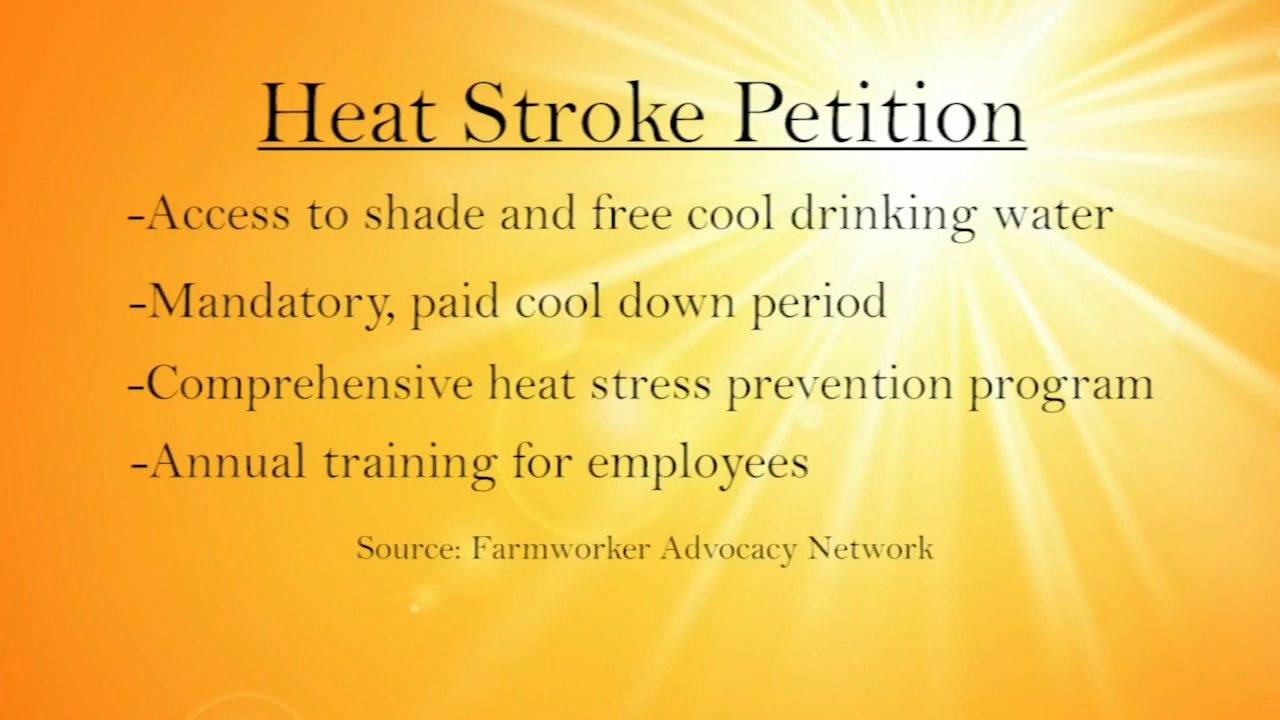 Heat Stroke Petition
-Access to shade and free cool drinking water
-Mandatory, paid cool down period
-Comprehensive heat stress prevention program
-Annual training for employees
Source: Farmworker Advocacy Network